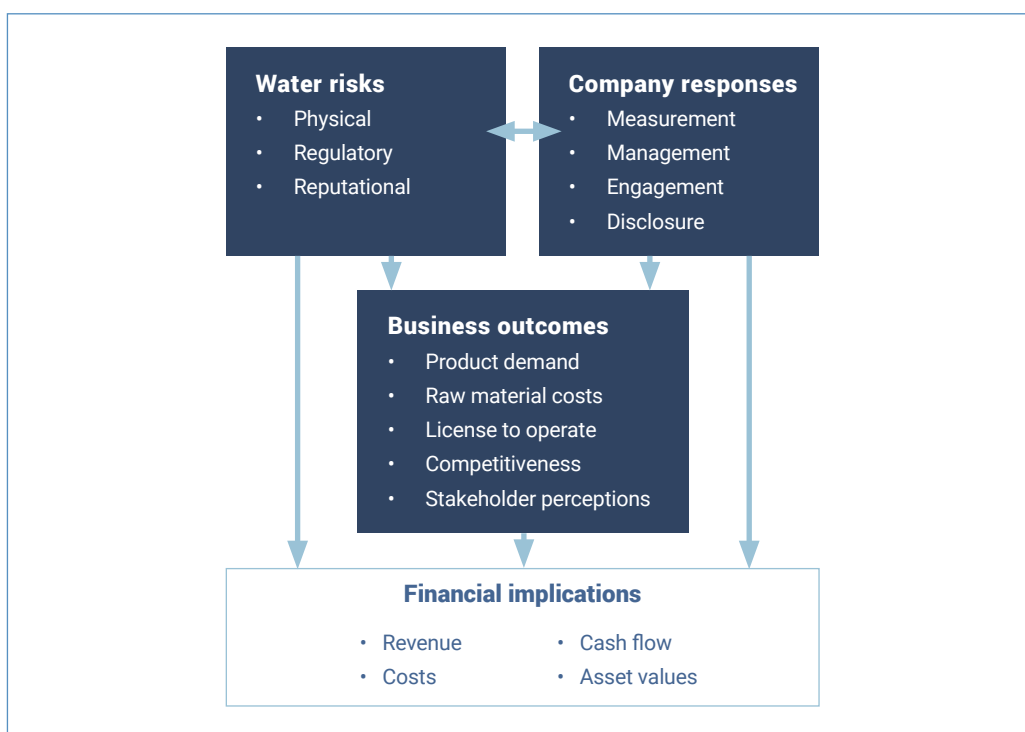 Water risks
• Physical
• Regulatory
• Reputational
Company responses
• Measurement
• Management
• Engagement
• Disclosure
Business outcomes
• Product demand
• Raw material costs
• License to operate
• Competitiveness
• Stakeholder perceptions
Financial implications
• Revenue
• Costs
• Cash flow
• Asset values